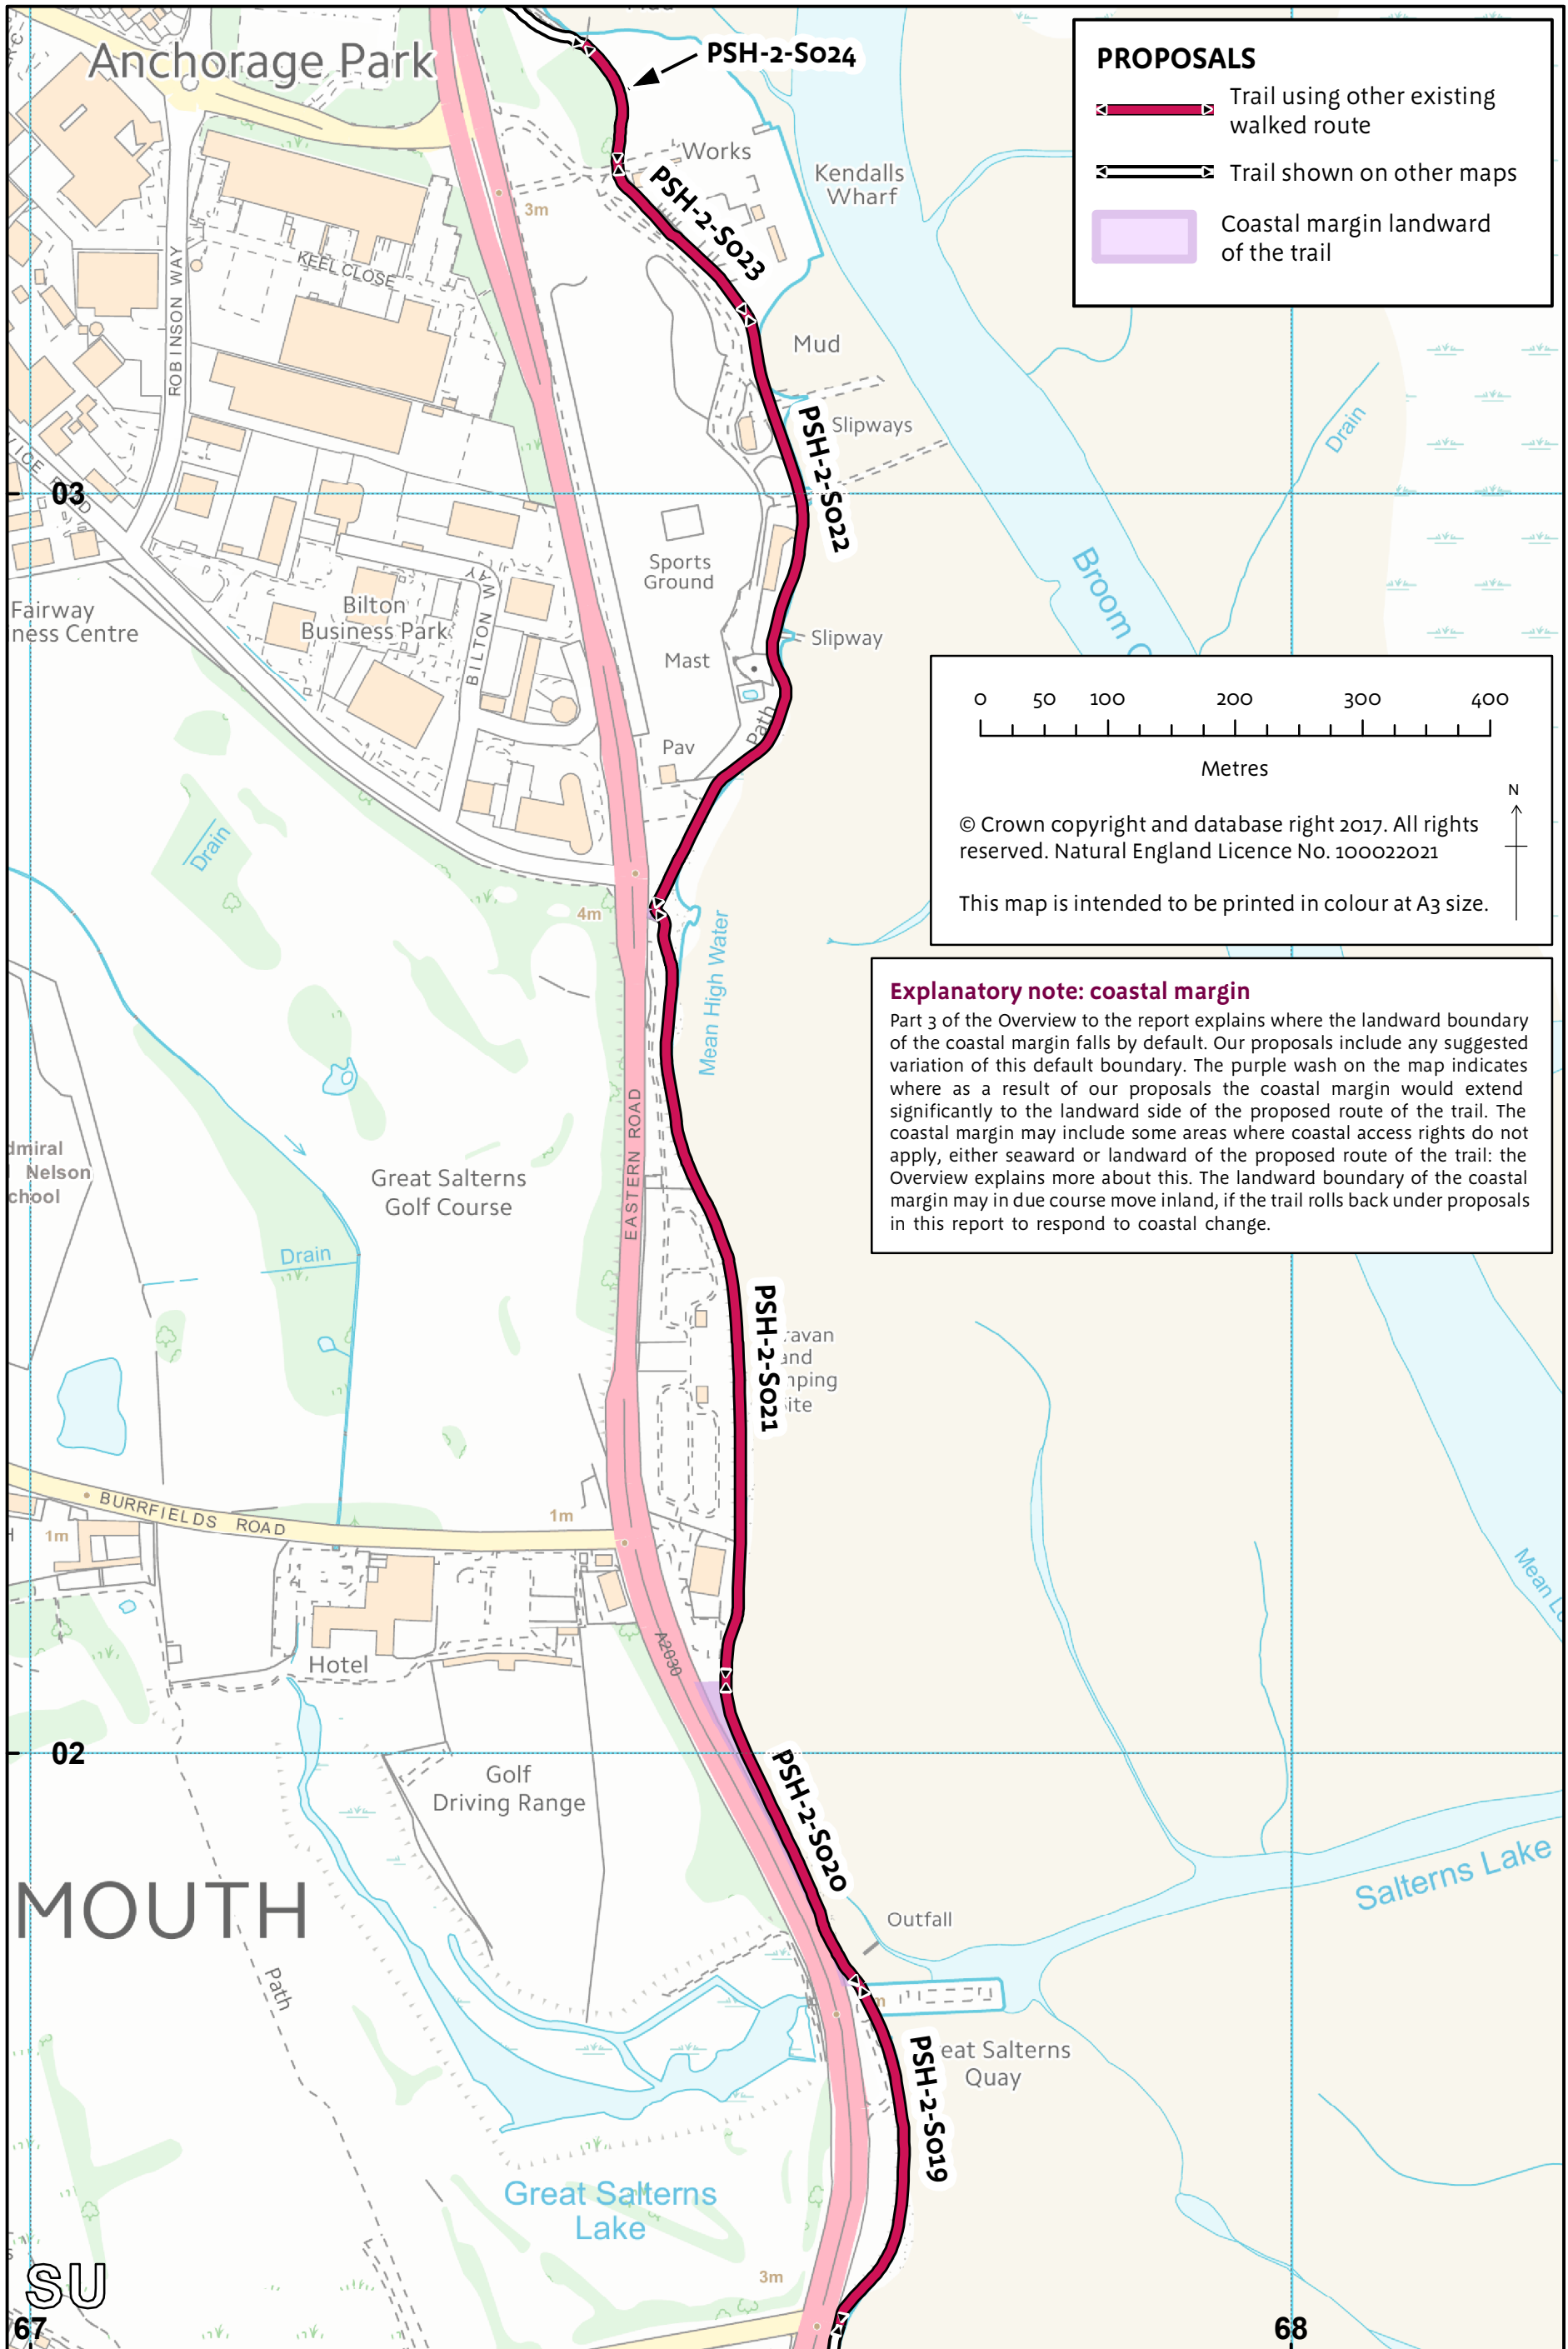 Anchorage Park
PSH-2-S024
PROPOSALS
Trail using other existing
walked route
Trail shown on other maps
Coastal margin landward
of the trail
Works
Kendalls
Wharf
PSH-2-S023
3m
KEEL CLOSE
ROBINSON WAY
Mud
PSH-2-S022
Slipways
Drain
03
Sports
Ground
Broom
Fairway
ness Centre
Bilton
Business Park
BILTON WAY
Slipway
Mast
Path
Pav
0 50 100 200 300 400
Metres
N
© Crown copyright and database right 2017. All rights
reserved. Natural England Licence No. 100022021
This map is intended to be printed in colour at A3 size.
Drain
4m
Mean High Water
Explanatory note: coastal margin
Part 3 of the Overview to the report explains where the landward boundary
of the coastal margin falls by default. Our proposals include any suggested
variation of this default boundary. The purple wash on the map indicates
where as a result of our proposals the coastal margin would extend
significantly to the landward side of the proposed route of the trail. The
coastal margin may include some areas where coastal access rights do not
apply, either seaward or landward of the proposed route of the trail: the
Overview explains more about this. The landward boundary of the coastal
margin may in due course move inland, if the trail rolls back under proposals
in this report to respond to coastal change.
EASTERN ROAD
dmiral
Nelson
chool
Great Salterns
Golf Course
Drain
PSH-2-S021
ravan
and
nping
ite
BURRFIELDS ROAD
1m
1m
Mean L
A2030
Hotel
02
Golf
Driving Range
PSH-2-S020
Salterns Lake
MOUTH
Outfall
Path
m
eat Salterns
Quay
PSH-2-S019
Great Salterns
Lake
3m
SU
67
68